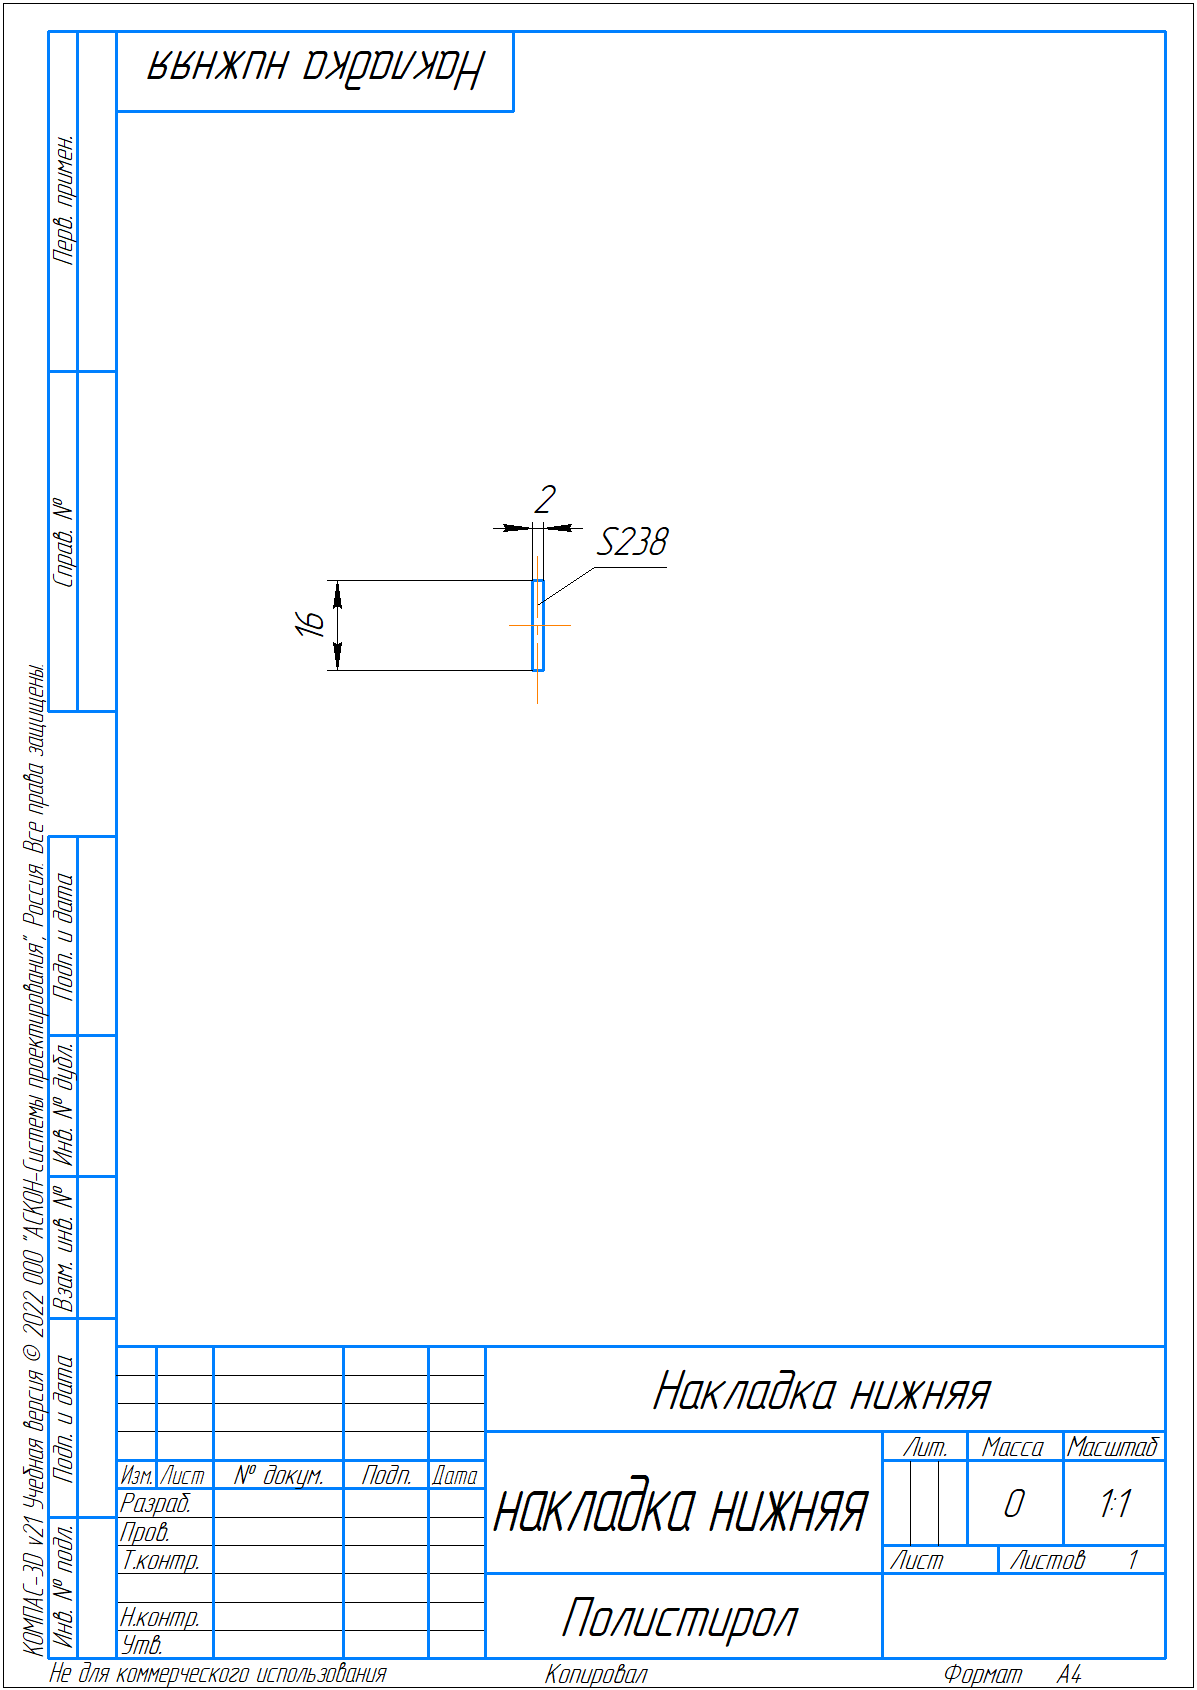 Накладка нижняя
Перв. примен.
Справ. №
2
S238
16
Подп. и дата
Инв. № дубл.
Взам. инв. №
Подп. и дата
Инв. № подл.
КОМПАС-3D v21 Учебная версия © 2022 ООО "АСКОН-Системы проектирования", Россия. Все права защищены.
Накладка нижняя
Лит. Масса Масштаб
Изм. Лист № докум. Подп. Дата
накладка нижняя
0 1:1
Разраб.
Пров.
Т.контр.
Лист Листов 1
Н.контр.
Полистирол
Утв.
Не для коммерческого использования Копировал Формат А4